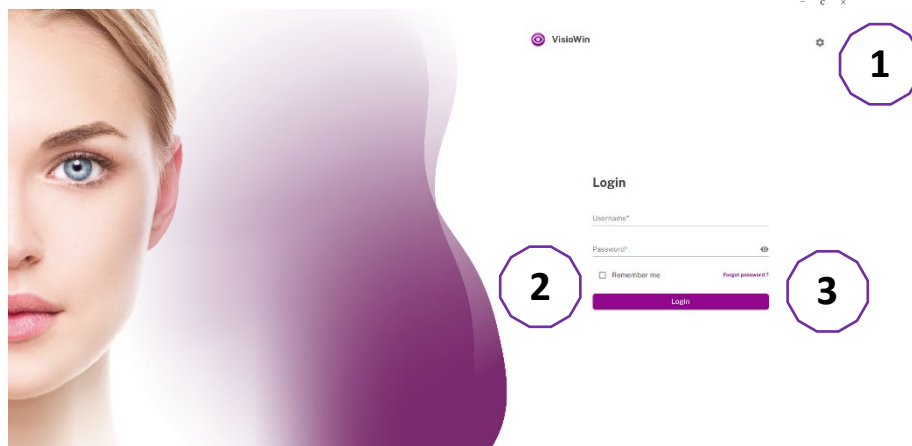 VisioWin
1
Login
Username*
Password*
2
Remember me
Forgot password ?
3
Login